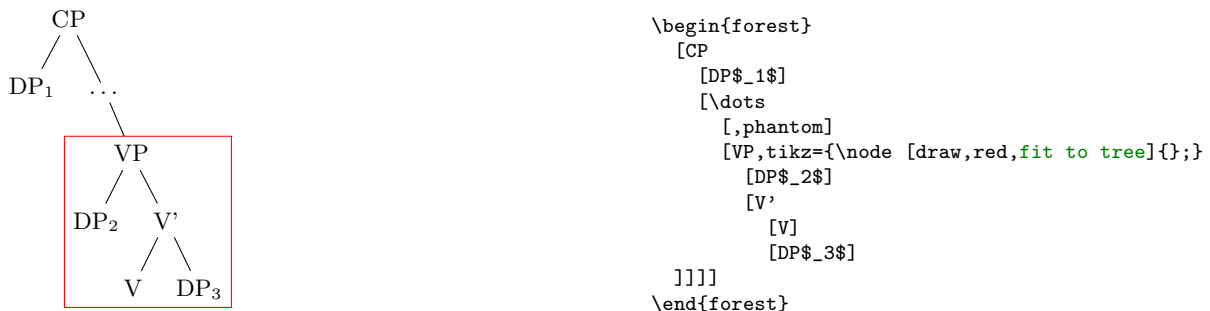 CP
DP₁ ...
VP
DP₂ V'
V DP₃
\begin{forest}
[CP
[DP$_1$]
[\dots
[,phantom]
[VP,tikz={\node [draw,red,fit to tree]{};}
[DP$_2$]
[V'
[V]
[DP$_3$]
]]]]
\end{forest}